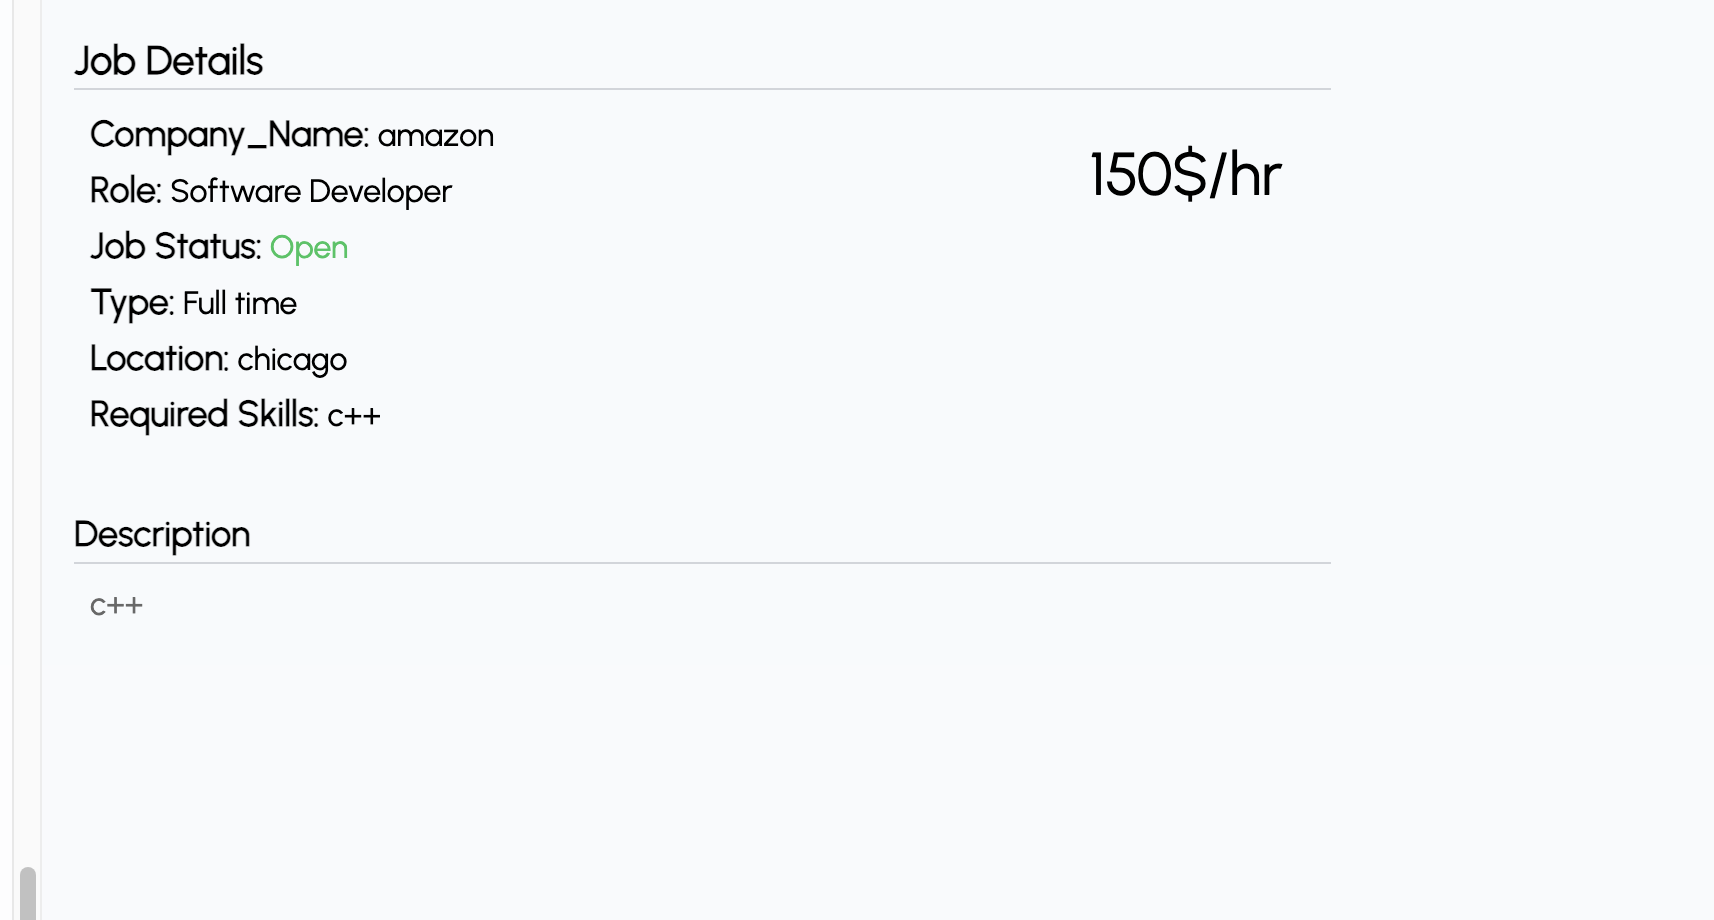 Job Details
Company_Name: amazon
150$/hr
Role: Software Developer
Job Status: Open
Type: Full time
Location: chicago
Required Skills: c++
Description
c++